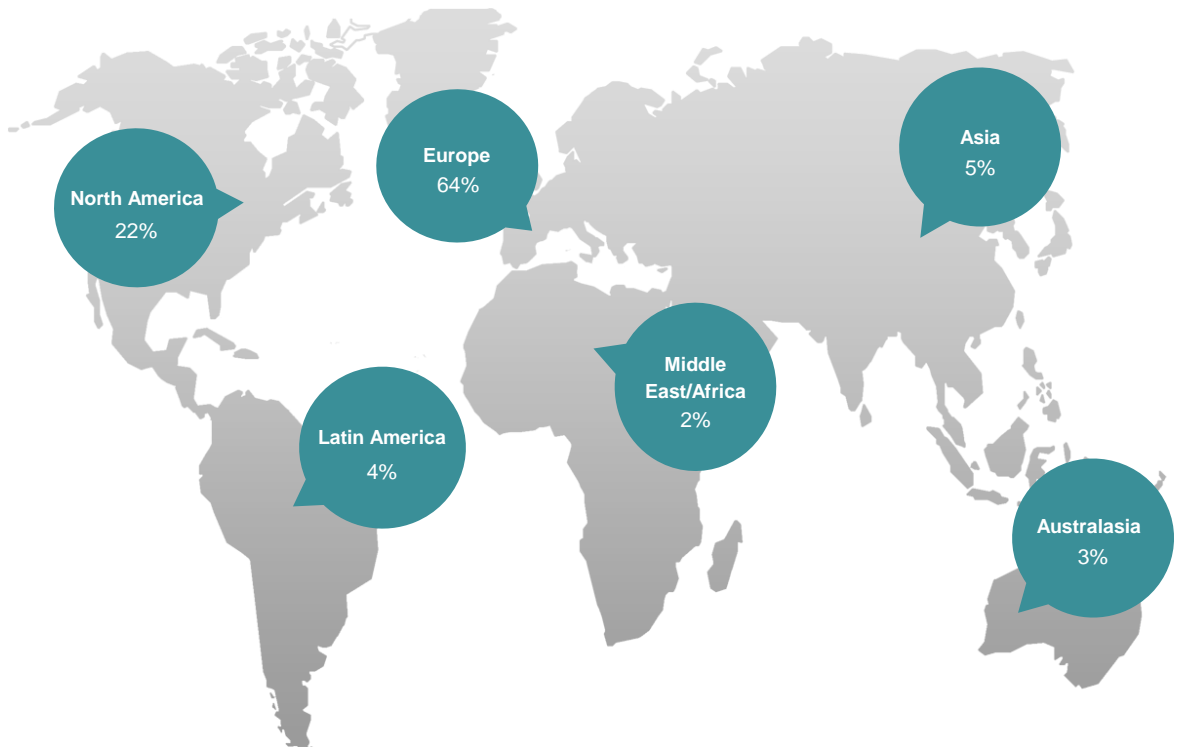 North America
22%
Europe
64%
Asia
5%
Middle
East/Africa
2%
Latin America
4%
Australasia
3%